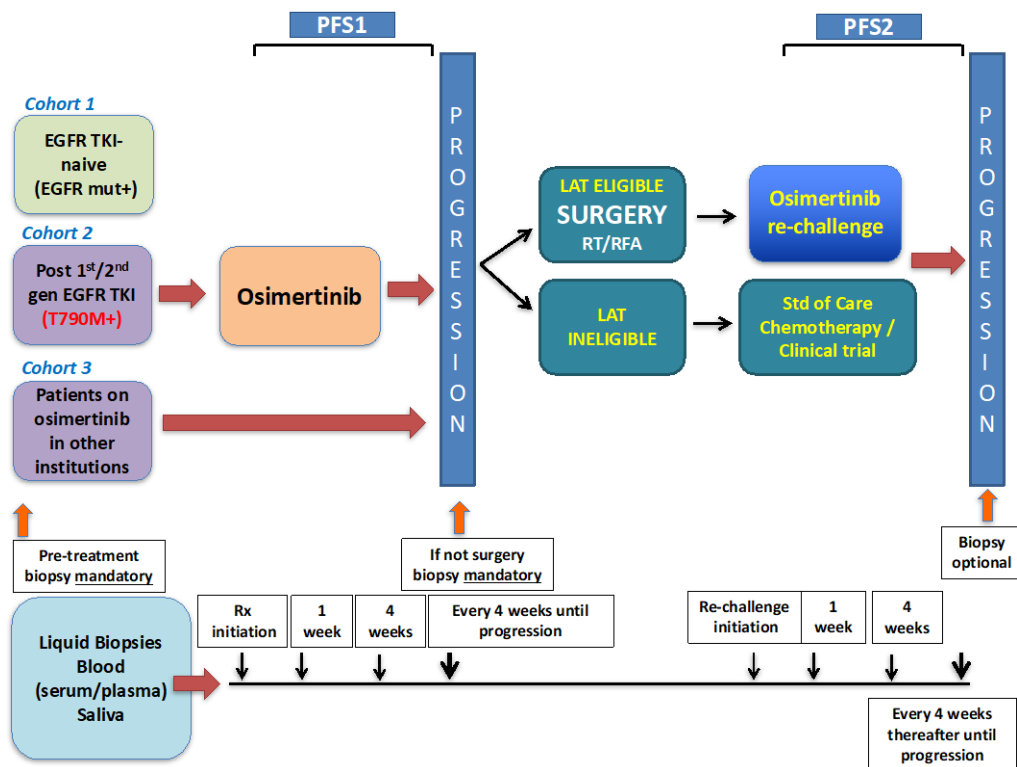 PFS1
PFS2
Cohort 1
EGFR TKI-
naive
(EGFR mut+)
Cohort 2
Post 1st/2nd
gen EGFR TKI
(T790M+)
Cohort 3
Patients on
osimertinib
in other
institutions
Osimertinib
PROGRESSION
LAT ELIGIBLE
SURGERY
RT/RFA
LAT
INELIGIBLE
Osimertinib
re-challenge
Std of Care
Chemotherapy /
Clinical trial
PROGRESSION
Pre-treatment
biopsy mandatory
If not surgery
biopsy mandatory
Biopsy
optional
Liquid Biopsies
Blood
(serum/plasma)
Saliva
Rx
initiation
1
week
4
weeks
Every 4 weeks until
progression
Re-challenge
initiation
1
week
4
weeks
Every 4 weeks
thereafter until
progression